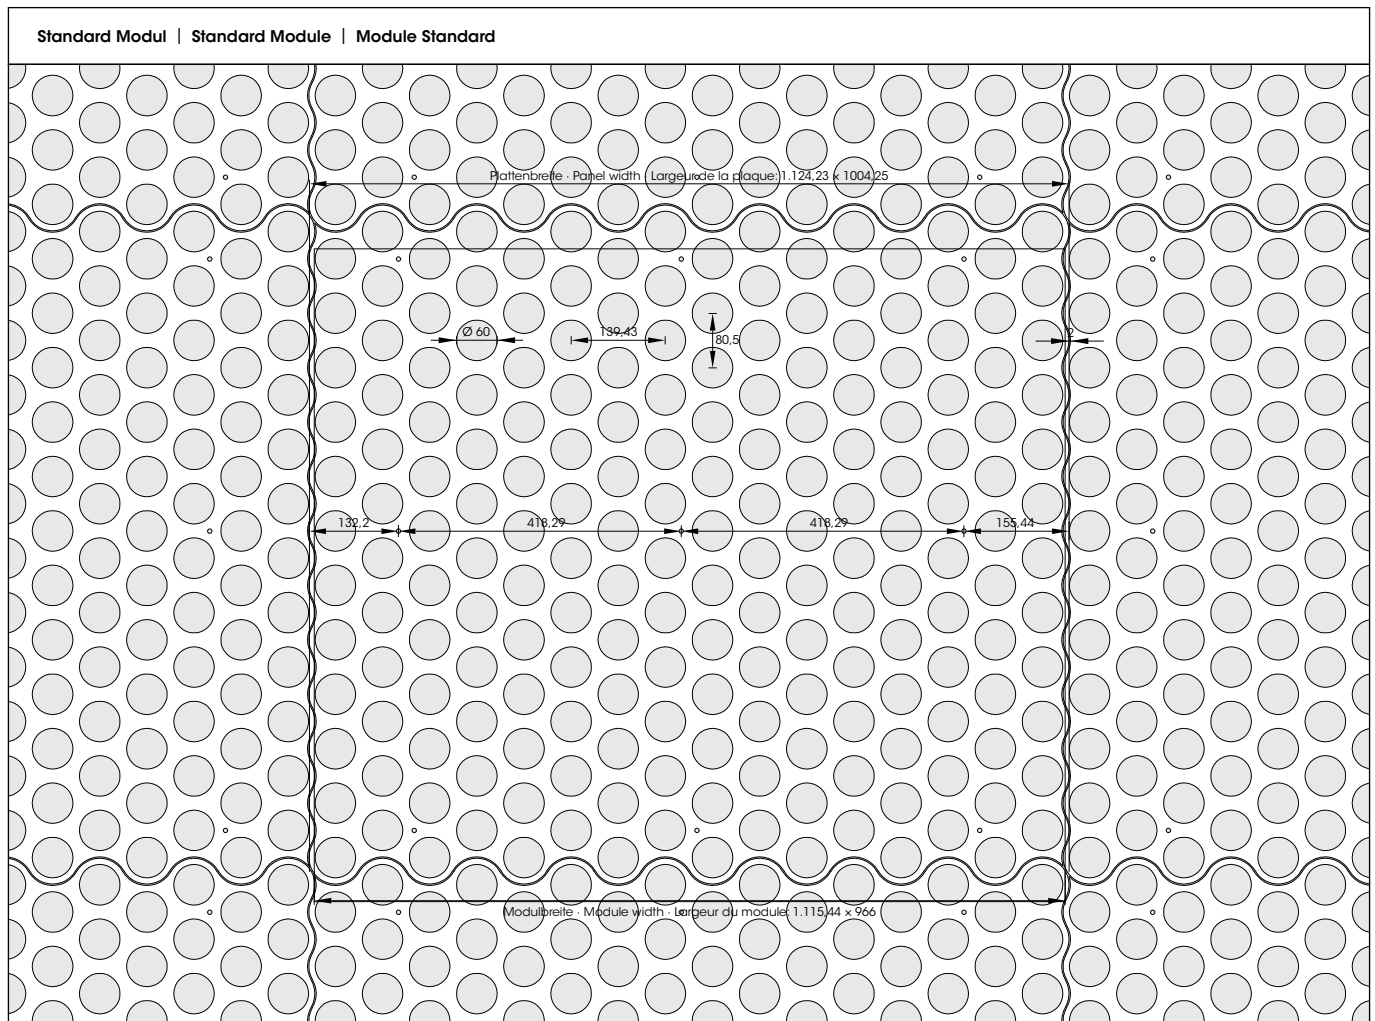 Standard Modul | Standard Module | Module Standard
Plattenbreite · Panel width · Largeur de la plaque: 1.124,23 × 1004,25
Ø 60
139,43
80,5
2
132,2
418,29
418,29
155,44
Modulbreite · Module width · Largeur du module: 1.115,44 × 966